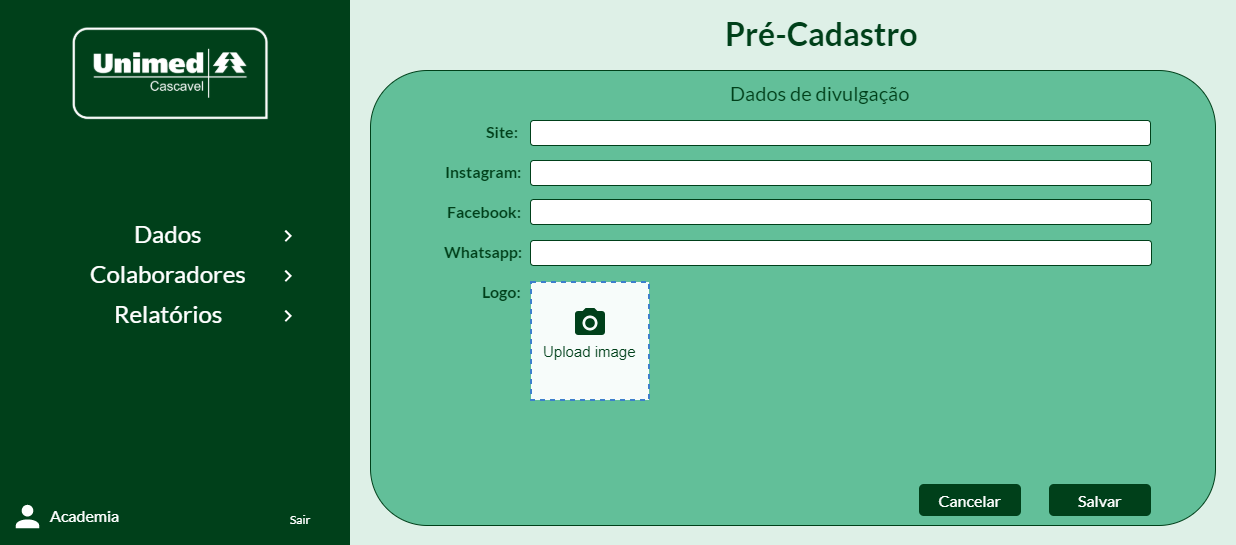 Unimed
Cascavel
Dados
Colaboradores
Relatórios
Academia
Sair
Pré-Cadastro
Dados de divulgação
Site:
Instagram:
Facebook:
Whatsapp:
Logo:
Upload image
Cancelar
Salvar